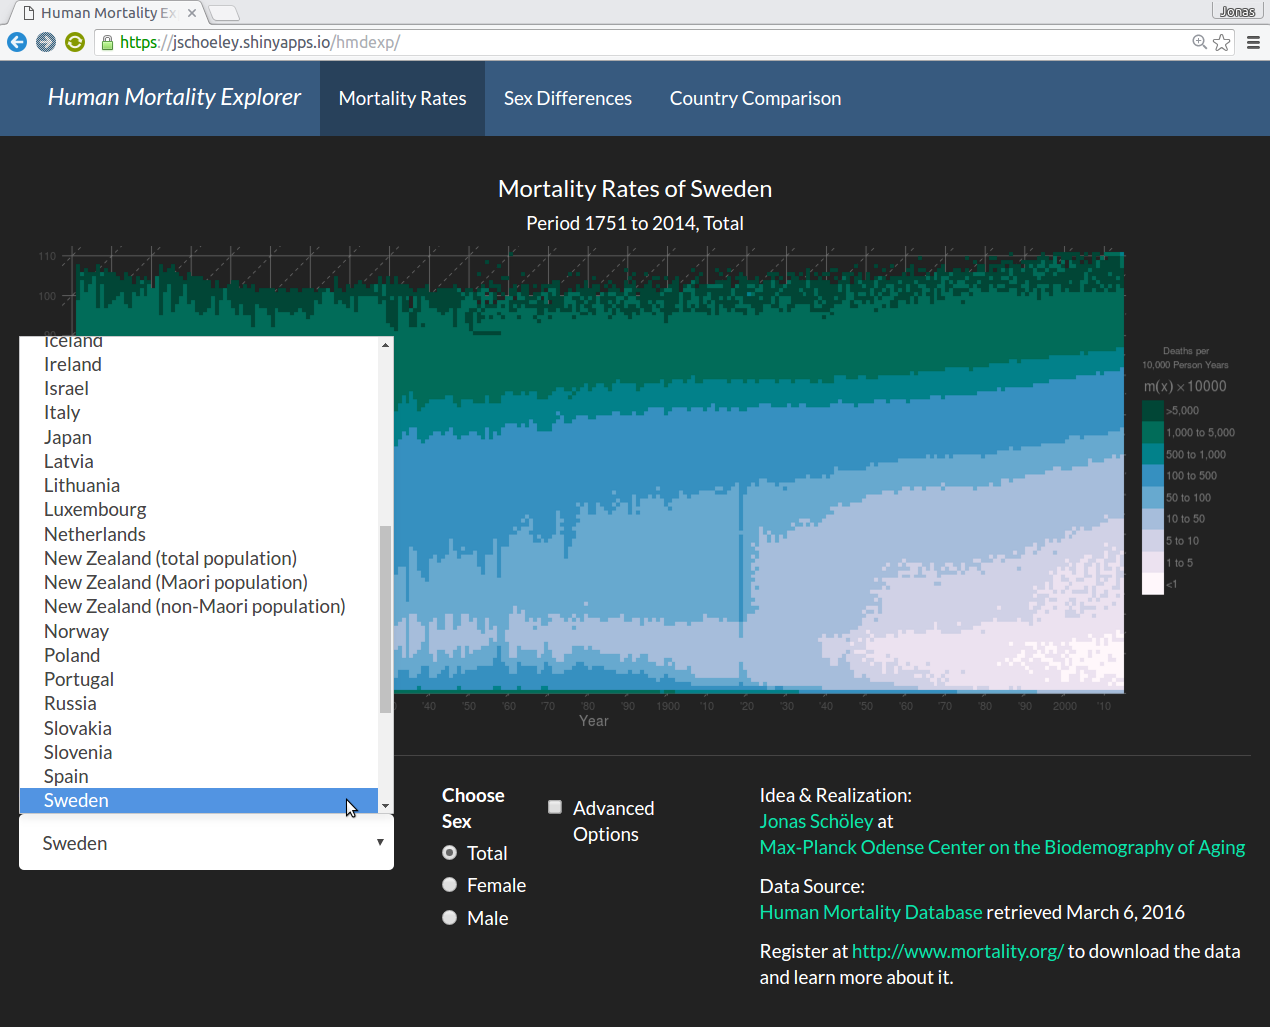 Human Mortality Ex
Jonas
https://jschoeley.shinyapps.io/hmdexp/
Human Mortality Explorer
Mortality Rates
Sex Differences
Country Comparison
Mortality Rates of Sweden
Period 1751 to 2014, Total
110
100
90
Iceland
Ireland
Israel
Italy
Japan
Latvia
Lithuania
Luxembourg
Netherlands
New Zealand (total population)
New Zealand (Maori population)
New Zealand (non-Maori population)
Norway
Poland
Portugal
Russia
Slovakia
Slovenia
Spain
Sweden
Sweden
Deaths per
10,000 Person Years
m(x) × 10000
>5,000
1,000 to 5,000
500 to 1,000
100 to 500
50 to 100
10 to 50
5 to 10
1 to 5
<1
'40 '50 '60 '70 '80 '90 1900 '10 '20 '30 '40 '50 '60 '70 '80 '90 2000 '10
Year
Choose
Sex
Total
Female
Male
Advanced
Options
Idea & Realization:
Jonas Schöley at
Max-Planck Odense Center on the Biodemography of Aging
Data Source:
Human Mortality Database retrieved March 6, 2016
Register at http://www.mortality.org/ to download the data
and learn more about it.